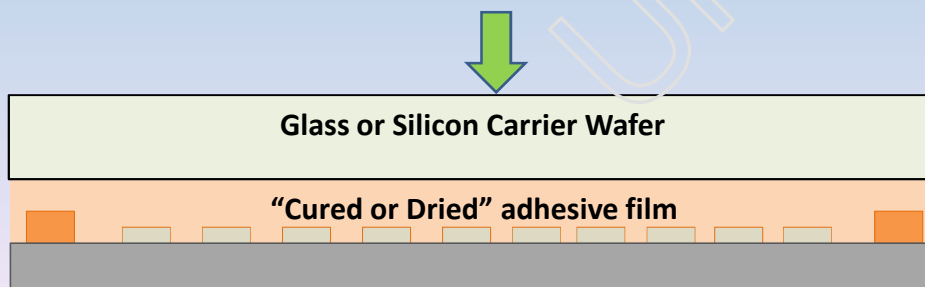 Glass or Silicon Carrier Wafer
“Cured or Dried” adhesive film